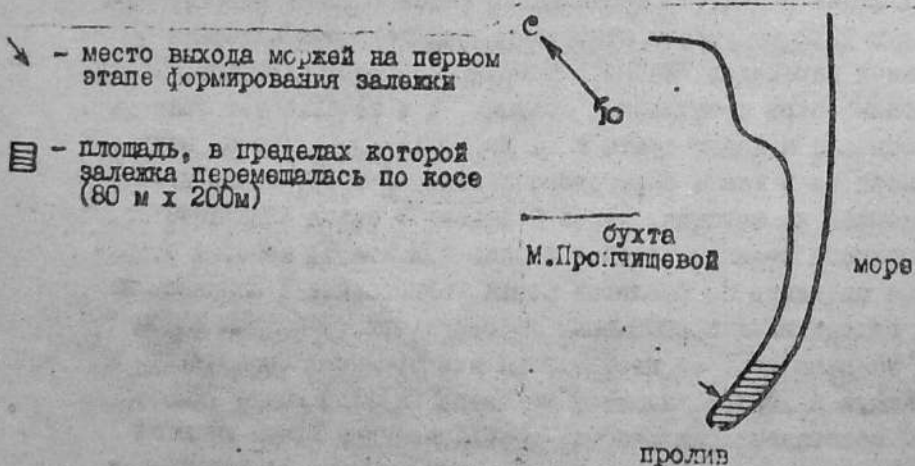 С
- место выхода моржей на первом
этапе формирования залежки
Ю
- площадь, в пределах которой
залежка перемещалась по косе
(80 м х 200м)
бухта
М.Прончищевой
море
пролив